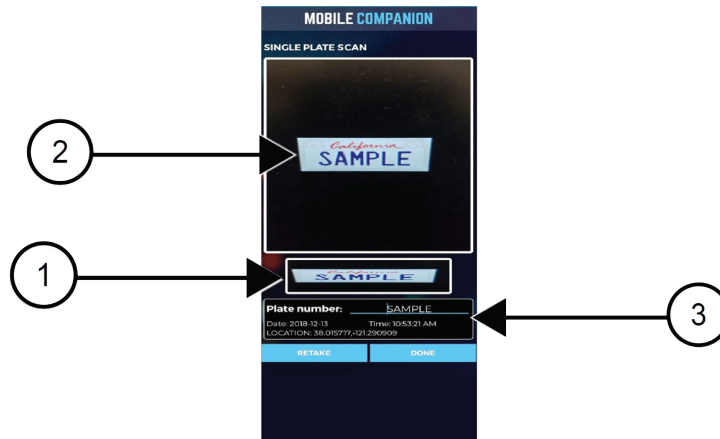 MOBILE COMPANION
SINGLE PLATE SCAN
2
California
SAMPLE
1
California
SAMPLE
Plate number: SAMPLE
3
Date: 2018-12-13 Time: 10:53:21 AM
LOCATION: 38.015717,-121.290909
RETAKE DONE